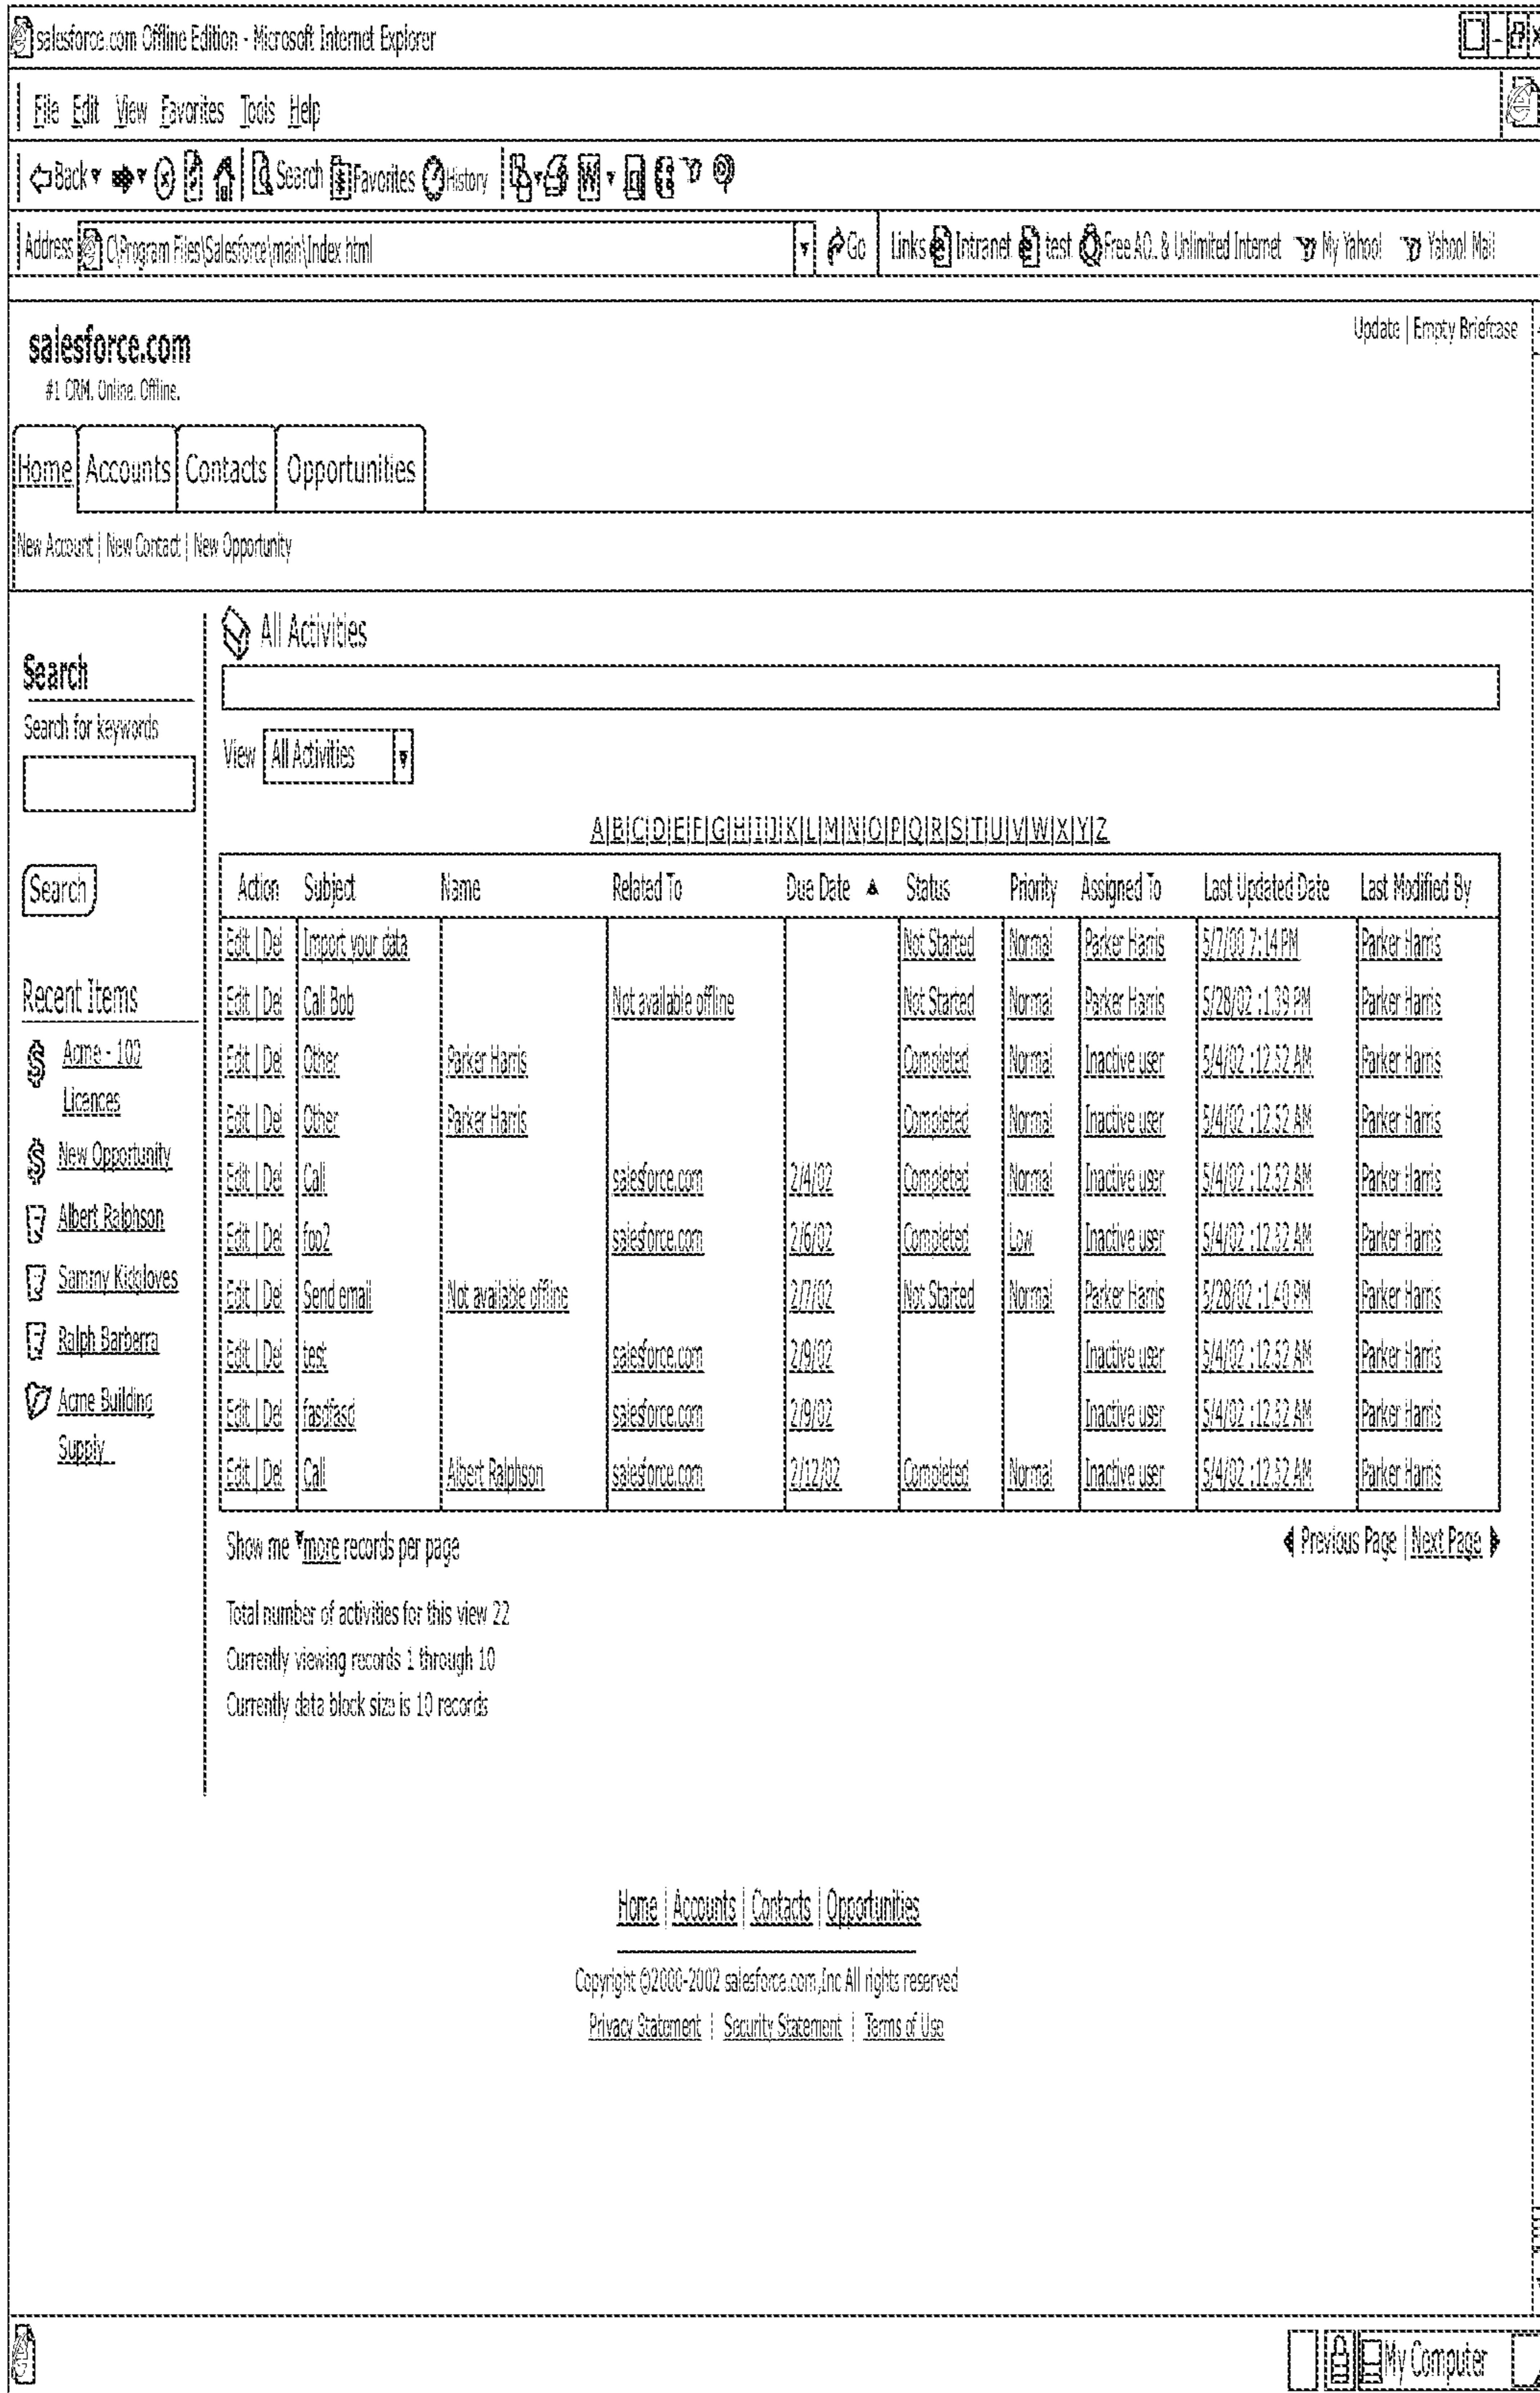 salesforce.com Offline Edition - Microsoft Internet Explorer
File Edit View Favorites Tools Help
Back Search Favorites History
Address C:\Program Files\Salesforce\main\Index html Go Links Intranet test Free AO.. & Unlimited Internet My Yahoo! Yahoo! Mail
Update | Empty Briefcase
salesforce.com
#1 CRM. Online. Offline.
Home Accounts Contacts Opportunities
New Account | New Contact | New Opportunity
Search
Search for keywords
Search
Recent Items
Acme - 100
Licences
New Opportunity
Albert Ralphson
Sammy Kidgloves
Ralph Barberra
Acme Building
Supply
All Activities
View All Activities
A|B|C|D|E|F|G|H|I|J|K|L|M|N|O|P|Q|R|S|T|U|V|W|X|Y|Z
Action Subject Name Related To Due Date ▲ Status Priority Assigned To Last Updated Date Last Modified By
Edit | Del Import your data Not Started Normal Parker Harris 7:14 PM Parker Harris
Edit | Del Call Bob Not available offline Not Started Normal Parker Harris 5/28/02 :1.39 PM Parker Harris
Edit | Del Other Parker Harris Completed Normal Inactive user 5/4/02 :12.52 AM Parker Harris
Edit | Del Other Parker Harris Completed Normal Inactive user 5/4/02 :12.52 AM Parker Harris
Edit | Del Call salesforce.com 2/4/02 Completed Normal Inactive user 5/4/02 :12.52 AM Parker Harris
Edit | Del foo2 salesforce.com 2/6/02 Completed Low Inactive user 5/4/02 :12.52 AM Parker Harris
Edit | Del Send email Not available offline 2/7/02 Not Started Normal Parker Harris 5/28/02 :1.40 PM Parker Harris
Edit | Del test salesforce.com 2/9/02 Inactive user 5/4/02 :12.52 AM Parker Harris
Edit | Del fasdfasd salesforce.com 2/9/02 Inactive user 5/4/02 :12.52 AM Parker Harris
Edit | Del Call Albert Ralphson salesforce.com 2/12/02 Completed Normal Inactive user 5/4/02 :12.52 AM Parker Harris
Show me more records per page Previous Page | Next Page
Total number of activities for this view 22
Currently viewing records 1 through 10
Currently data block size is 10 records
Home | Accounts | Contacts | Opportunities
Copyright ©2000-2002 salesforce.com,Inc All rights reserved
Privacy Statement | Security Statement | Terms of Use
My Computer